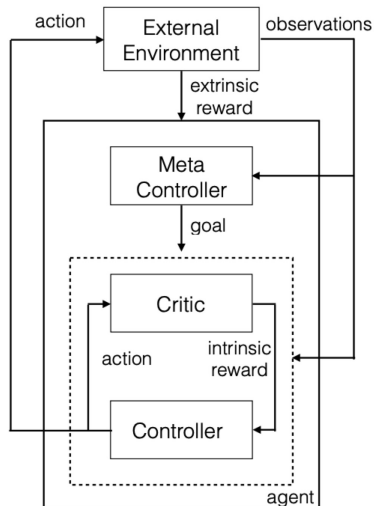 action
External
Environment
observations
extrinsic
reward
Meta
Controller
goal
Critic
action
intrinsic
reward
Controller
agent